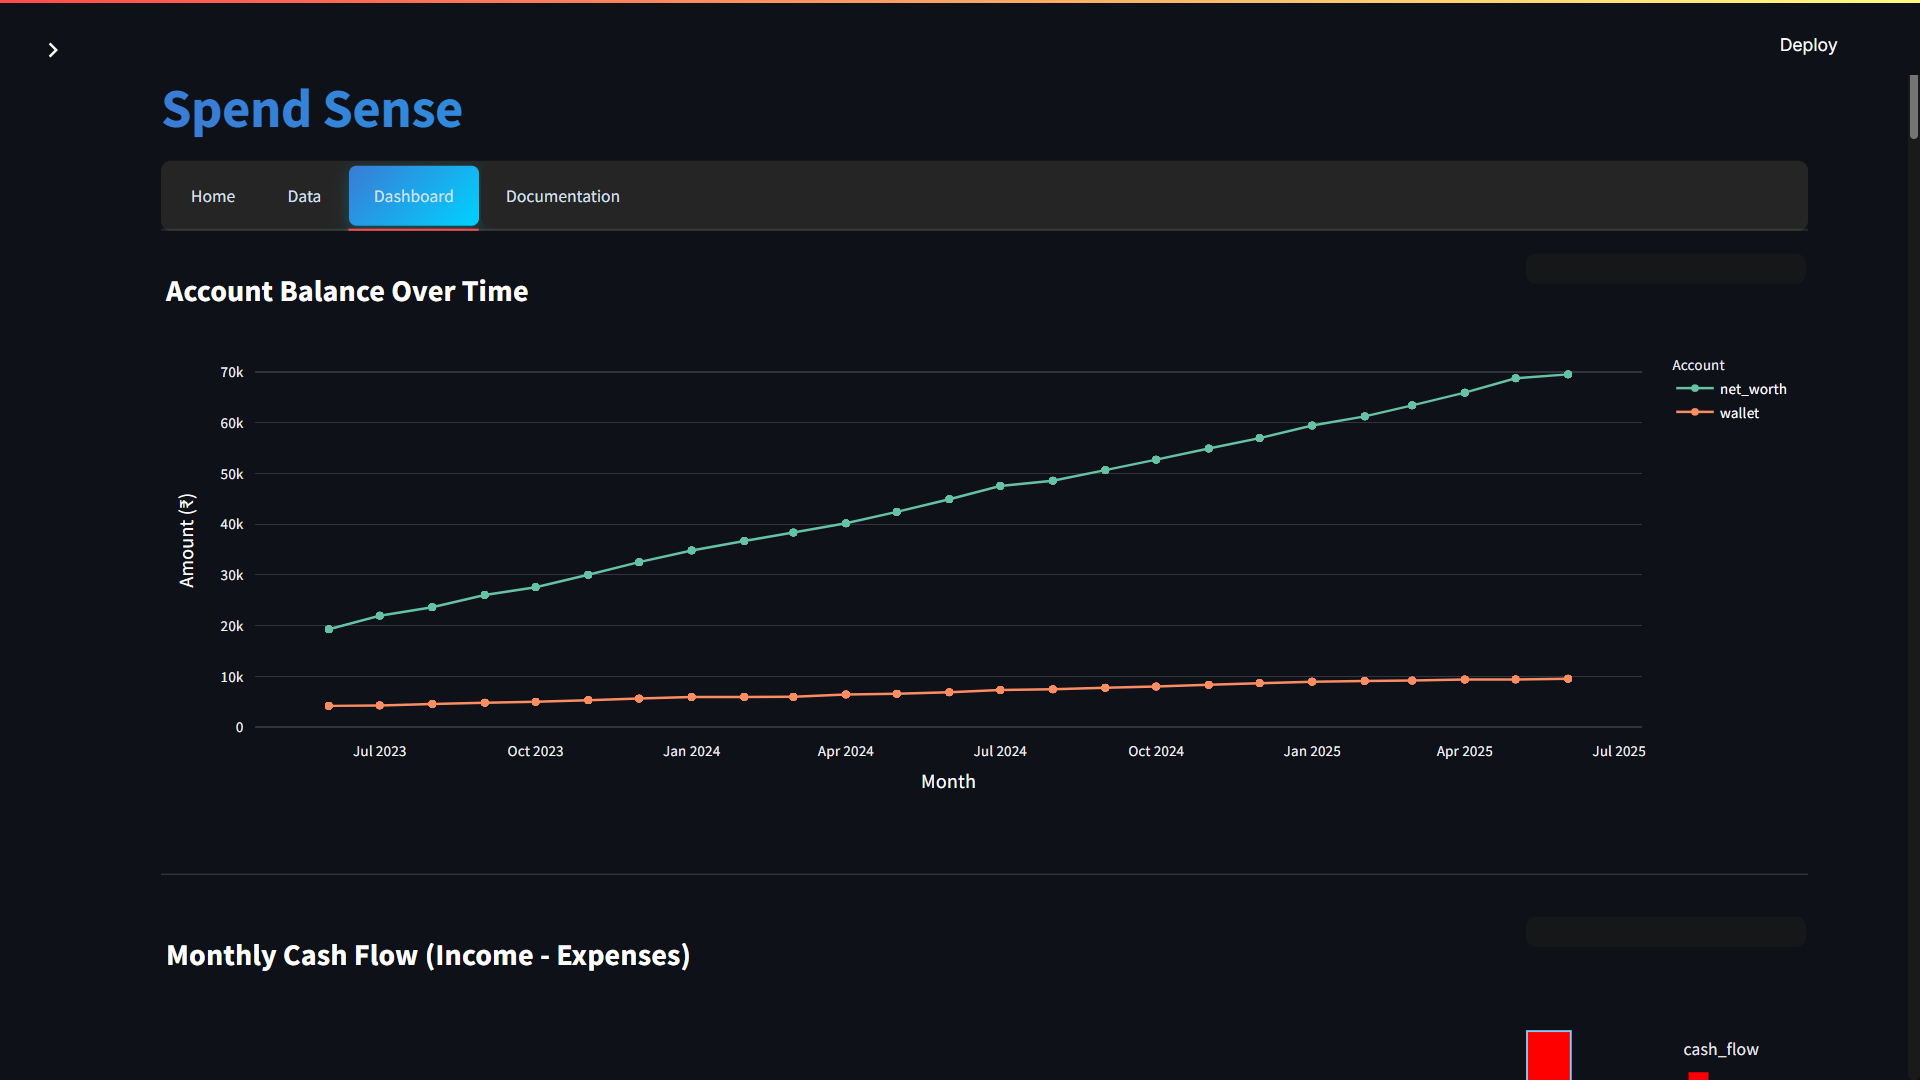 Deploy
Spend Sense
Home Data Dashboard Documentation
Account Balance Over Time
Account
net_worth
wallet
Amount (₹)
70k
60k
50k
40k
30k
20k
10k
0
Jul 2023 Oct 2023 Jan 2024 Apr 2024 Jul 2024 Oct 2024 Jan 2025 Apr 2025 Jul 2025
Month
Monthly Cash Flow (Income - Expenses)
cash_flow